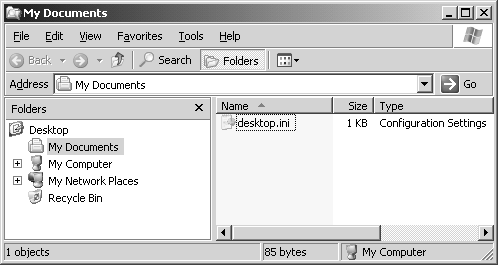 My Documents
File Edit View Favorites Tools Help
Back Search Folders
Address My Documents Go
Folders
Desktop
My Documents
My Computer
My Network Places
Recycle Bin
Name Size Type
desktop.ini 1 KB Configuration Settings
1 objects 85 bytes My Computer